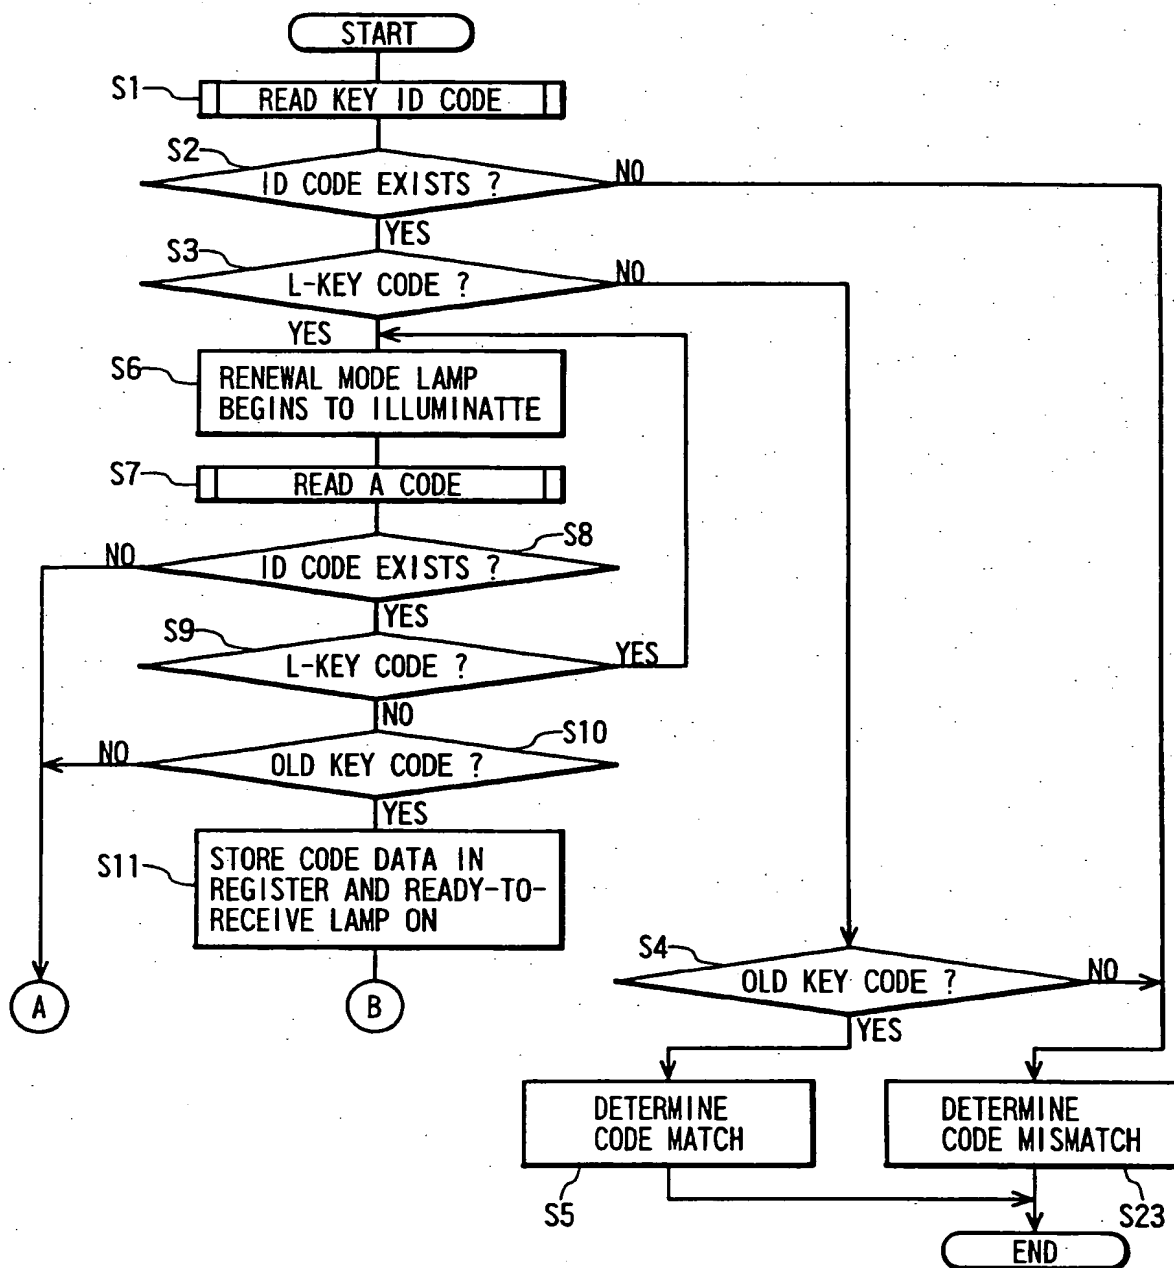 START
S1
READ KEY ID CODE
S2
ID CODE EXISTS ?
NO
YES
S3
L-KEY CODE ?
NO
YES
S6
RENEWAL MODE LAMP
BEGINS TO ILLUMINATTE
S7
READ A CODE
S8
NO
ID CODE EXISTS ?
YES
S9
L-KEY CODE ?
YES
NO
S10
NO
OLD KEY CODE ?
YES
S11
STORE CODE DATA IN
REGISTER AND READY-TO-
RECEIVE LAMP ON
A
B
S4
OLD KEY CODE ?
NO
YES
DETERMINE
CODE MATCH
S5
DETERMINE
CODE MISMATCH
S23
END